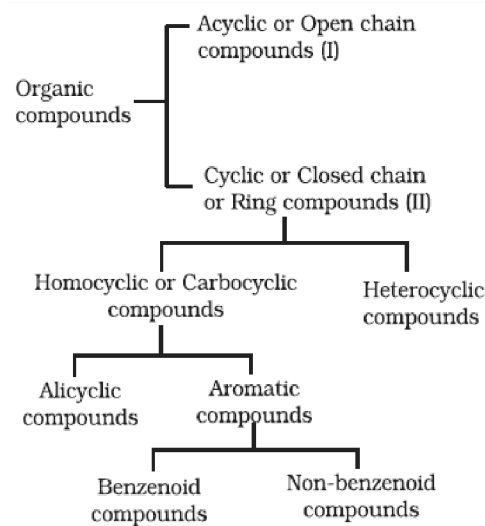 Acyclic or Open chain
compounds (I)
Organic
compounds
Cyclic or Closed chain
or Ring compounds (II)
Homocyclic or Carbocyclic
compounds
Heterocyclic
compounds
Alicyclic
compounds
Aromatic
compounds
Benzenoid
compounds
Non-benzenoid
compounds